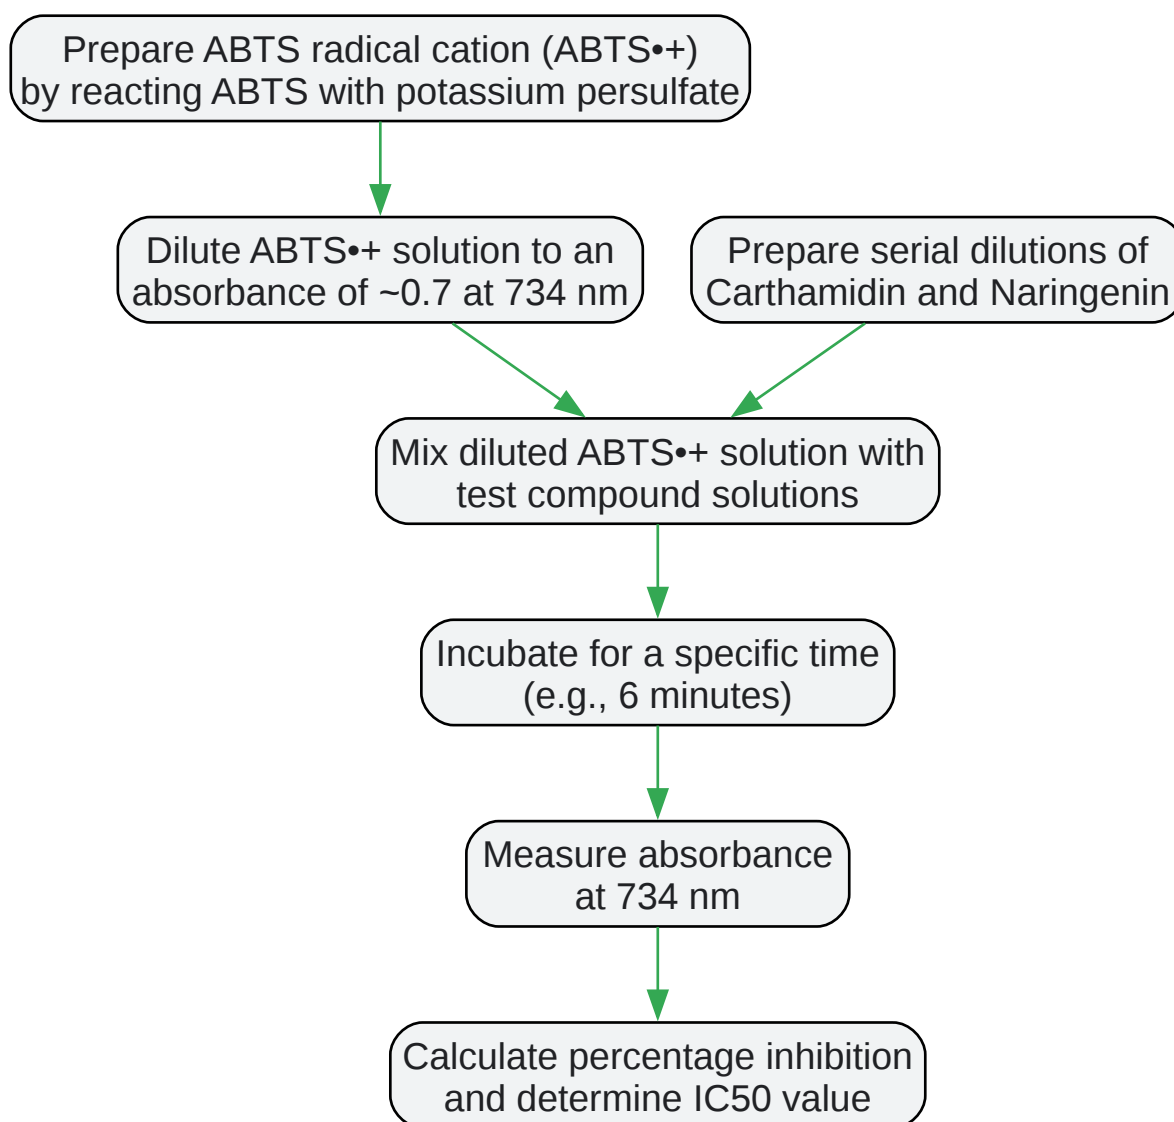 Prepare ABTS radical cation (ABTS•+)
by reacting ABTS with potassium persulfate
Dilute ABTS•+ solution to an
absorbance of ~0.7 at 734 nm
Prepare serial dilutions of
Carthamidin and Naringenin
Mix diluted ABTS•+ solution with
test compound solutions
Incubate for a specific time
(e.g., 6 minutes)
Measure absorbance
at 734 nm
Calculate percentage inhibition
and determine IC50 value